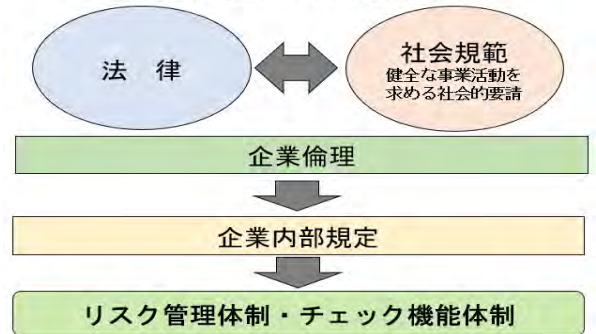 法 律
社会規範
健全な事業活動を
求める社会的要請
企業倫理
企業内部規定
リスク管理体制・チェック機能体制